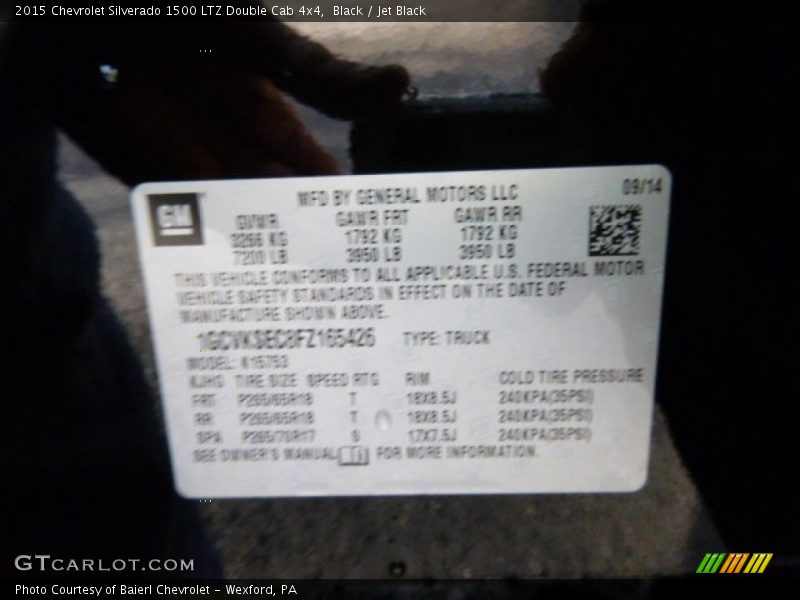 2015 Chevrolet Silverado 1500 LTZ Double Cab 4x4, Black / Jet Black
GM
MFD BY GENERAL MOTORS LLC
09/14
GVWR GAWR FRT GAWR RR
3266 KG 1792 KG 1792 KG
7200 LB 3950 LB 3950 LB
THIS VEHICLE CONFORMS TO ALL APPLICABLE U.S. FEDERAL MOTOR
VEHICLE SAFETY STANDARDS IN EFFECT ON THE DATE OF
MANUFACTURE SHOWN ABOVE.
1GCVKSEC8FZ165426 TYPE: TRUCK
MODEL: K15753
TIRE SIZE SPEED RTG RIM COLD TIRE PRESSURE
FRT P265/65R18 T 18X8.5J 240KPA(35PSI)
RR P265/65R18 T 18X8.5J 240KPA(35PSI)
SPA P265/70R17 S 17X7.5J 240KPA(35PSI)
SEE OWNER'S MANUAL FOR MORE INFORMATION.
GTCARLOT.COM
Photo Courtesy of Baierl Chevrolet - Wexford, PA